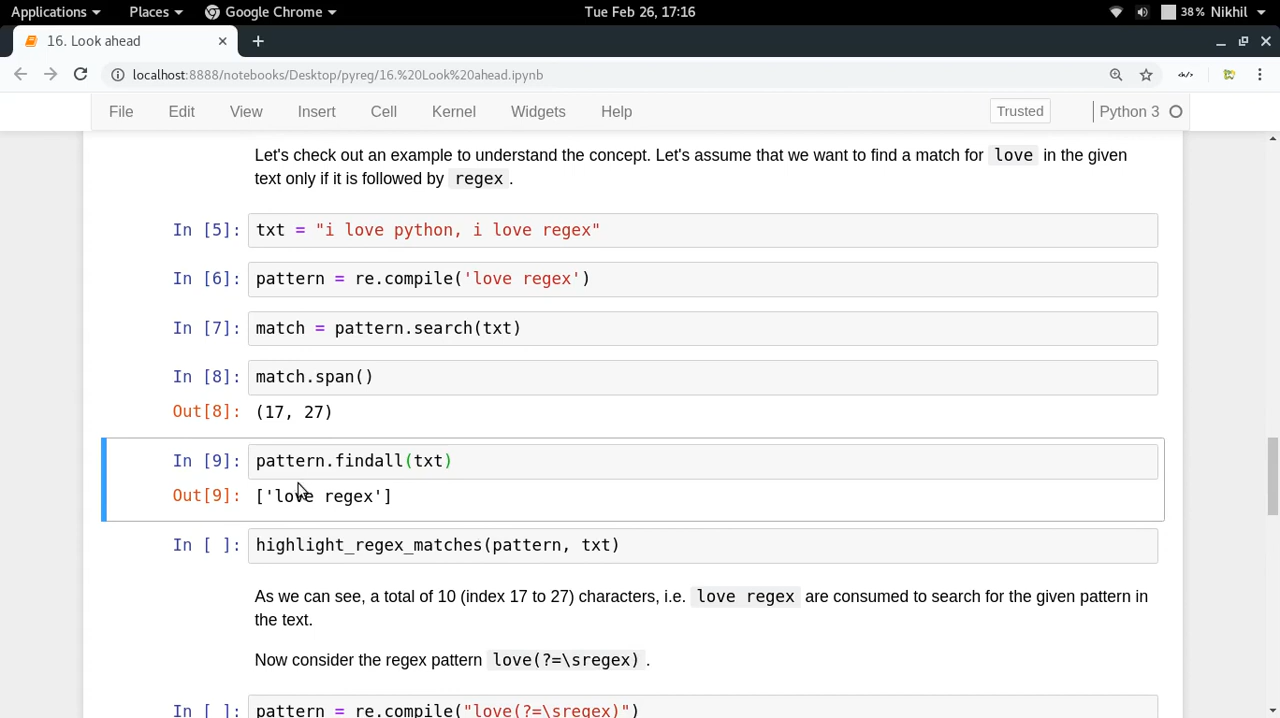 Applications Places Google Chrome Tue Feb 26, 17:16 38% Nikhil
16. Look ahead
localhost:8888/notebooks/Desktop/pyreg/16.%20Look%20ahead.ipynb
File Edit View Insert Cell Kernel Widgets Help Trusted Python 3
Let's check out an example to understand the concept. Let's assume that we want to find a match for love in the given
text only if it is followed by regex .
In [5]: txt = "i love python, i love regex"
In [6]: pattern = re.compile('love regex')
In [7]: match = pattern.search(txt)
In [8]: match.span()
Out[8]: (17, 27)
In [9]: pattern.findall(txt)
Out[9]: ['love regex']
In [ ]: highlight_regex_matches(pattern, txt)
As we can see, a total of 10 (index 17 to 27) characters, i.e. love regex are consumed to search for the given pattern in
the text.
Now consider the regex pattern love(?=\sregex) .
In [ ]: pattern = re.compile("love(?=\sregex)")